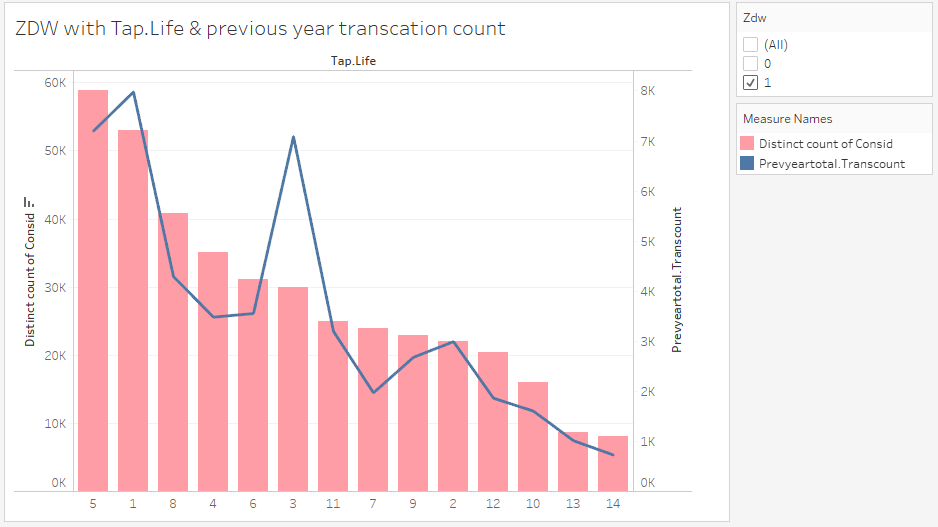 ZDW with Tap.Life & previous year transcation count
Tap.Life
Distinct count of Consid
60K
50K
40K
30K
20K
10K
0K
8K
7K
6K
5K
4K
3K
2K
1K
0K
Prevyeartotal.Transcount
5 1 8 4 6 3 11 7 9 2 12 10 13 14
Zdw
(All)
0
1
Measure Names
Distinct count of Consid
Prevyeartotal.Transcount